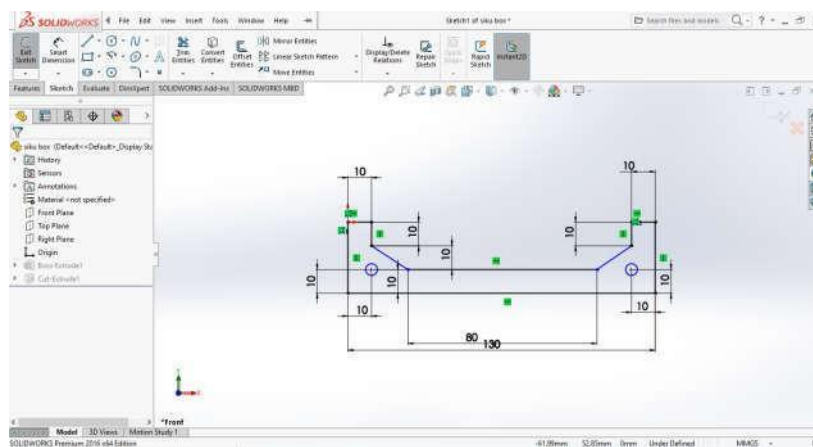 SOLIDWORKS File Edit View Insert Tools Window Help Sketch1 of siku box * Search files and models
Exit Sketch Smart Dimension Trim Entities Convert Entities Offset Entities Mirror Entities Linear Sketch Pattern Move Entities Display/Delete Relations Repair Sketch Rapid Sketch Instant2D
Features Sketch Evaluate DimXpert SOLIDWORKS Add-Ins SOLIDWORKS MBD
siku box (Default<<Default>_Display Sta
History
Sensors
Annotations
Material <not specified>
Front Plane
Top Plane
Right Plane
Origin
Boss-Extrude1
Cut-Extrude1
10 10
10 10
10 10 10
10 10
80
130
*Front
Model 3D Views Motion Study 1
SOLIDWORKS Premium 2016 x64 Edition -61.99mm 52.85mm 0mm Under Defined MMGS